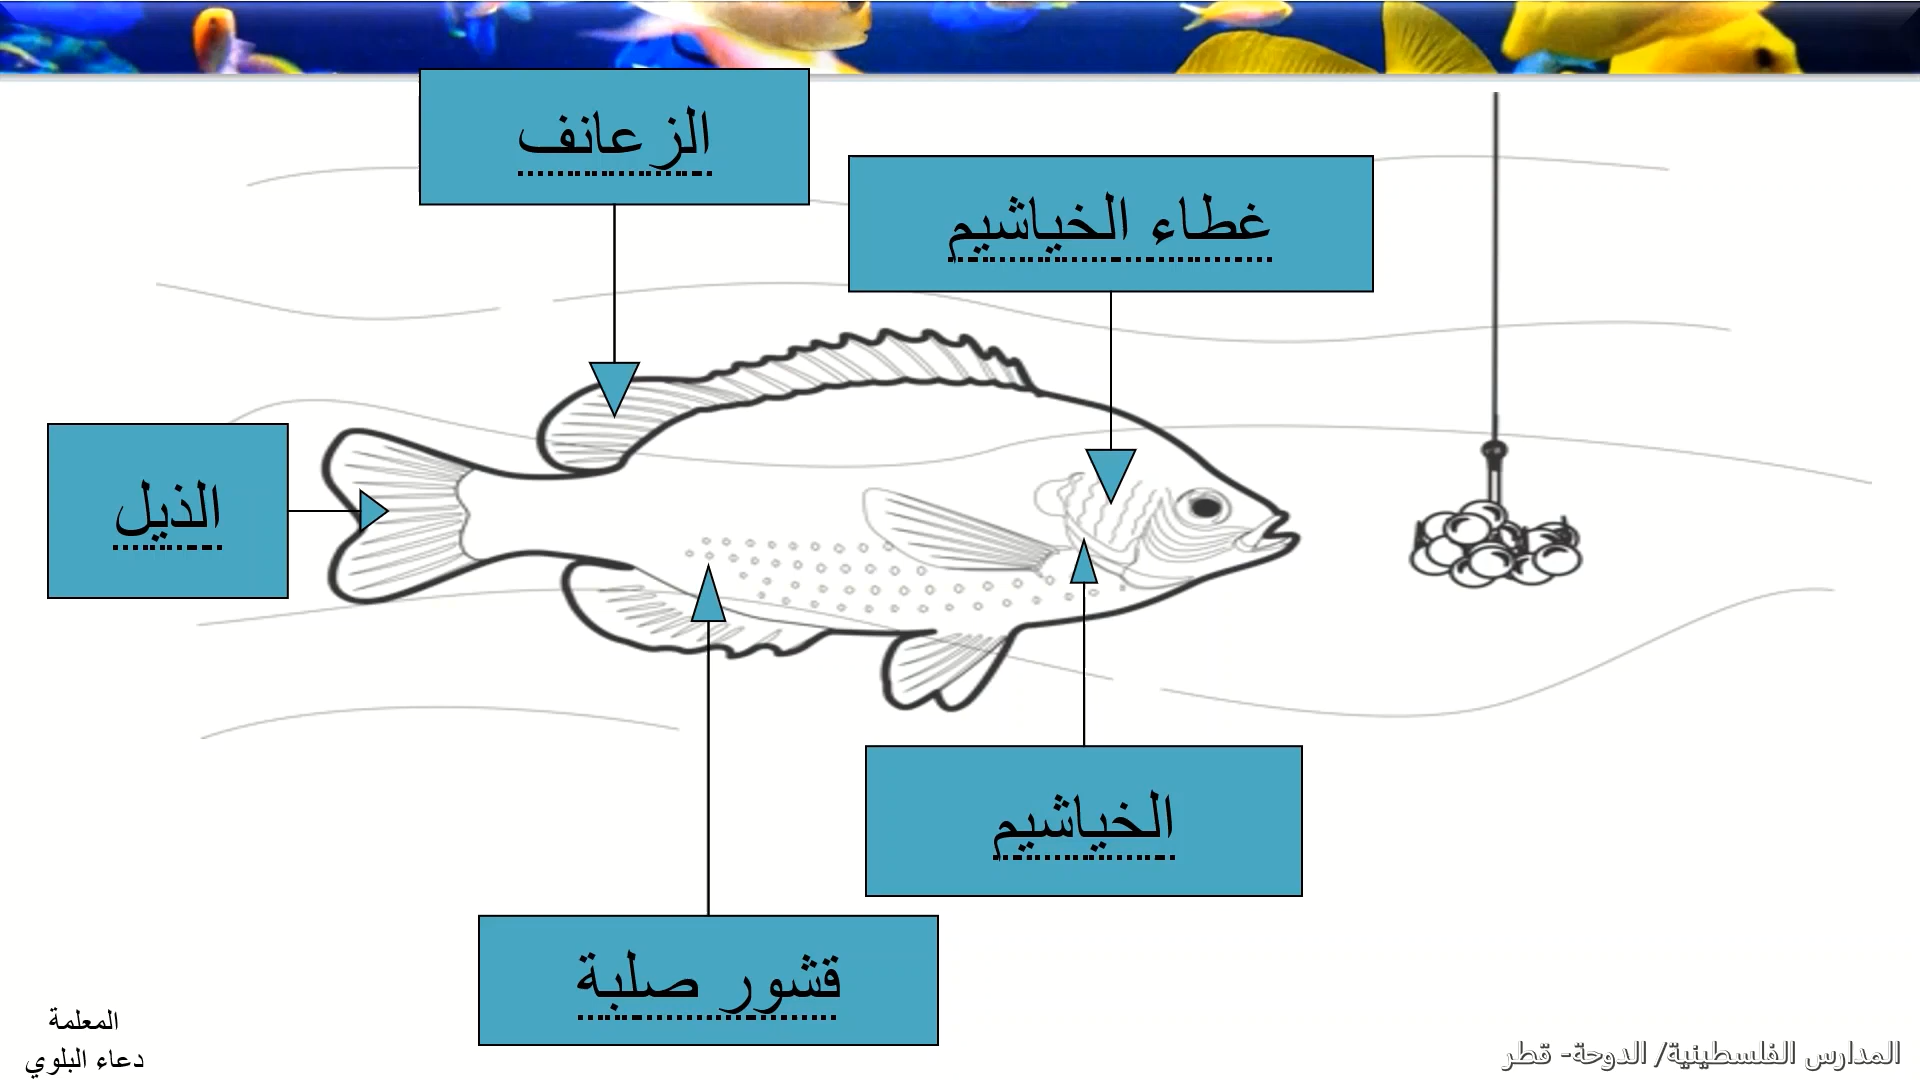 الزعانف
غطاء الخياشيم
الذيل
الخياشيم
قشور صلبة
المعلمة
دعاء البلوي
المدارس الفلسطينية/ الدوحة- قطر